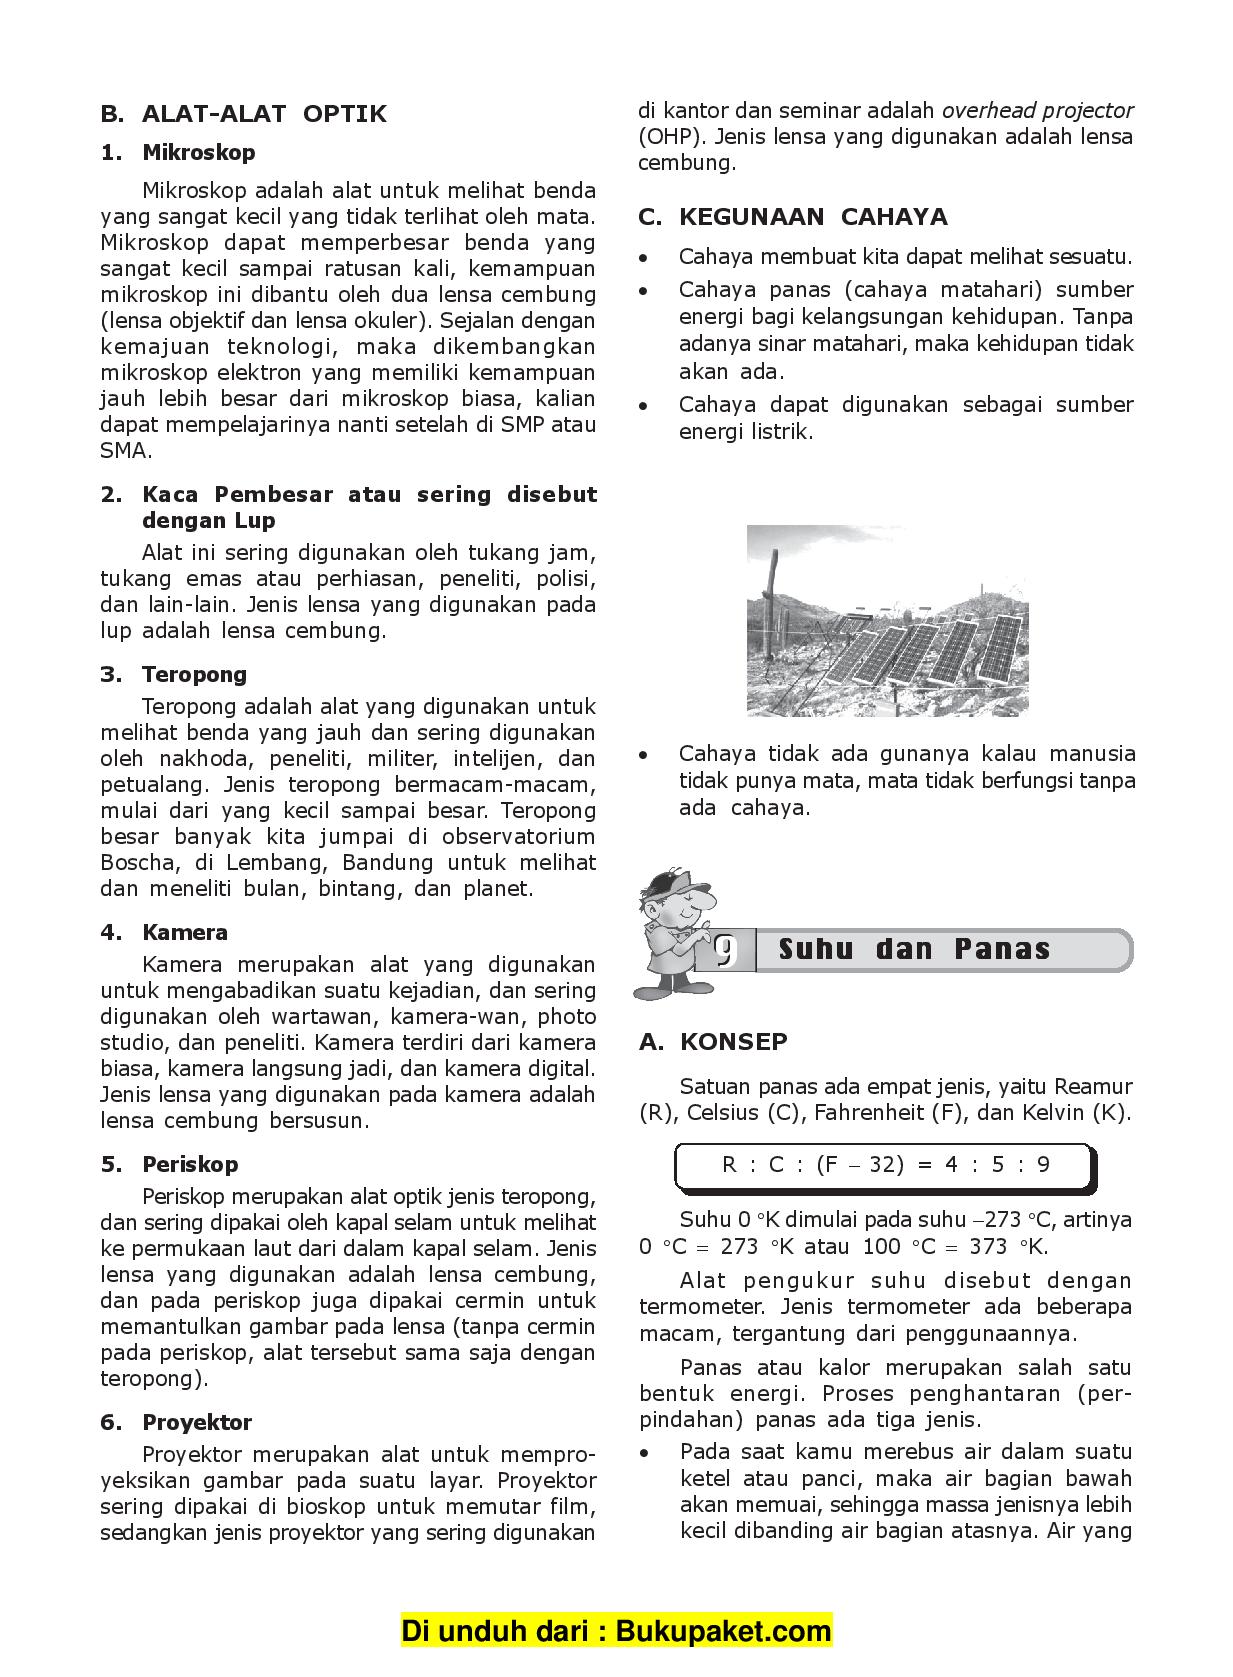 B. ALAT-ALAT OPTIK
1. Mikroskop
Mikroskop adalah alat untuk melihat benda
yang sangat kecil yang tidak terlihat oleh mata.
Mikroskop dapat memperbesar benda yang
sangat kecil sampai ratusan kali, kemampuan
mikroskop ini dibantu oleh dua lensa cembung
(lensa objektif dan lensa okuler). Sejalan dengan
kemajuan teknologi, maka dikembangkan
mikroskop elektron yang memiliki kemampuan
jauh lebih besar dari mikroskop biasa, kalian
dapat mempelajarinya nanti setelah di SMP atau
SMA.
2. Kaca Pembesar atau sering disebut
dengan Lup
Alat ini sering digunakan oleh tukang jam,
tukang emas atau perhiasan, peneliti, polisi,
dan lain-lain. Jenis lensa yang digunakan pada
lup adalah lensa cembung.
3. Teropong
Teropong adalah alat yang digunakan untuk
melihat benda yang jauh dan sering digunakan
oleh nakhoda, peneliti, militer, intelijen, dan
petualang. Jenis teropong bermacam-macam,
mulai dari yang kecil sampai besar. Teropong
besar banyak kita jumpai di observatorium
Boscha, di Lembang, Bandung untuk melihat
dan meneliti bulan, bintang, dan planet.
4. Kamera
Kamera merupakan alat yang digunakan
untuk mengabadikan suatu kejadian, dan sering
digunakan oleh wartawan, kamera-wan, photo
studio, dan peneliti. Kamera terdiri dari kamera
biasa, kamera langsung jadi, dan kamera digital.
Jenis lensa yang digunakan pada kamera adalah
lensa cembung bersusun.
5. Periskop
Periskop merupakan alat optik jenis teropong,
dan sering dipakai oleh kapal selam untuk melihat
ke permukaan laut dari dalam kapal selam. Jenis
lensa yang digunakan adalah lensa cembung,
dan pada periskop juga dipakai cermin untuk
memantulkan gambar pada lensa (tanpa cermin
pada periskop, alat tersebut sama saja dengan
teropong).
6. Proyektor
Proyektor merupakan alat untuk mempro-
yeksikan gambar pada suatu layar. Proyektor
sering dipakai di bioskop untuk memutar film,
sedangkan jenis proyektor yang sering digunakan
di kantor dan seminar adalah overhead projector
(OHP). Jenis lensa yang digunakan adalah lensa
cembung.
C. KEGUNAAN CAHAYA
• Cahaya membuat kita dapat melihat sesuatu.
• Cahaya panas (cahaya matahari) sumber
energi bagi kelangsungan kehidupan. Tanpa
adanya sinar matahari, maka kehidupan tidak
akan ada.
• Cahaya dapat digunakan sebagai sumber
energi listrik.
• Cahaya tidak ada gunanya kalau manusia
tidak punya mata, mata tidak berfungsi tanpa
ada cahaya.
9 Suhu dan Panas
A. KONSEP
Satuan panas ada empat jenis, yaitu Reamur
(R), Celsius (C), Fahrenheit (F), dan Kelvin (K).
R : C : (F – 32) = 4 : 5 : 9
Suhu 0 °K dimulai pada suhu –273 °C, artinya
0 °C = 273 °K atau 100 °C = 373 °K.
Alat pengukur suhu disebut dengan
termometer. Jenis termometer ada beberapa
macam, tergantung dari penggunaannya.
Panas atau kalor merupakan salah satu
bentuk energi. Proses penghantaran (per-
pindahan) panas ada tiga jenis.
• Pada saat kamu merebus air dalam suatu
ketel atau panci, maka air bagian bawah
akan memuai, sehingga massa jenisnya lebih
kecil dibanding air bagian atasnya. Air yang
Di unduh dari : Bukupaket.com